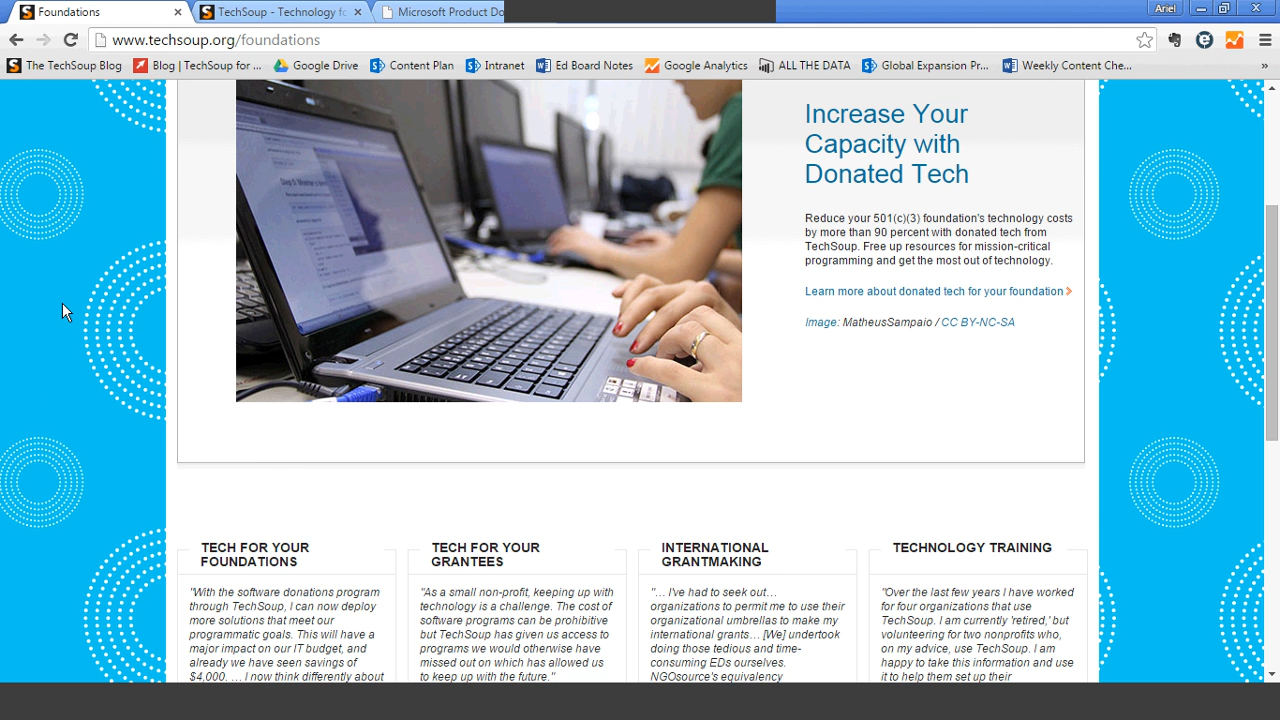 Foundations
TechSoup - Technology fo
Microsoft Product Do
Ariel
www.techsoup.org/foundations
The TechSoup Blog
Blog | TechSoup for ...
Google Drive
Content Plan
Intranet
Ed Board Notes
Google Analytics
ALL THE DATA
Global Expansion Pr...
Weekly Content Che...
»
Increase Your
Capacity with
Donated Tech
Reduce your 501(c)(3) foundation's technology costs
by more than 90 percent with donated tech from
TechSoup. Free up resources for mission-critical
programming and get the most out of technology.
Learn more about donated tech for your foundation
Image: MatheusSampaio / CC BY-NC-SA
TECH FOR YOUR
FOUNDATIONS
"With the software donations program
through TechSoup, I can now deploy
more solutions that meet our
programmatic goals. This will have a
major impact on our IT budget, and
already we have seen savings of
$4,000. ... I now think differently about
TECH FOR YOUR
GRANTEES
"As a small non-profit, keeping up with
technology is a challenge. The cost of
software programs can be prohibitive
but TechSoup has given us access to
programs we would otherwise have
missed out on which has allowed us
to keep up with the future."
INTERNATIONAL
GRANTMAKING
"... I've had to seek out...
organizations to permit me to use their
organizational umbrellas to make my
international grants... [We] undertook
doing those tedious and time-
consuming EDs ourselves.
NGOsource's equivalency
TECHNOLOGY TRAINING
"Over the last few years I have worked
for four organizations that use
TechSoup. I am currently 'retired,' but
volunteering for two nonprofits who,
on my advice, use TechSoup. I am
happy to take this information and use
it to help them set up their